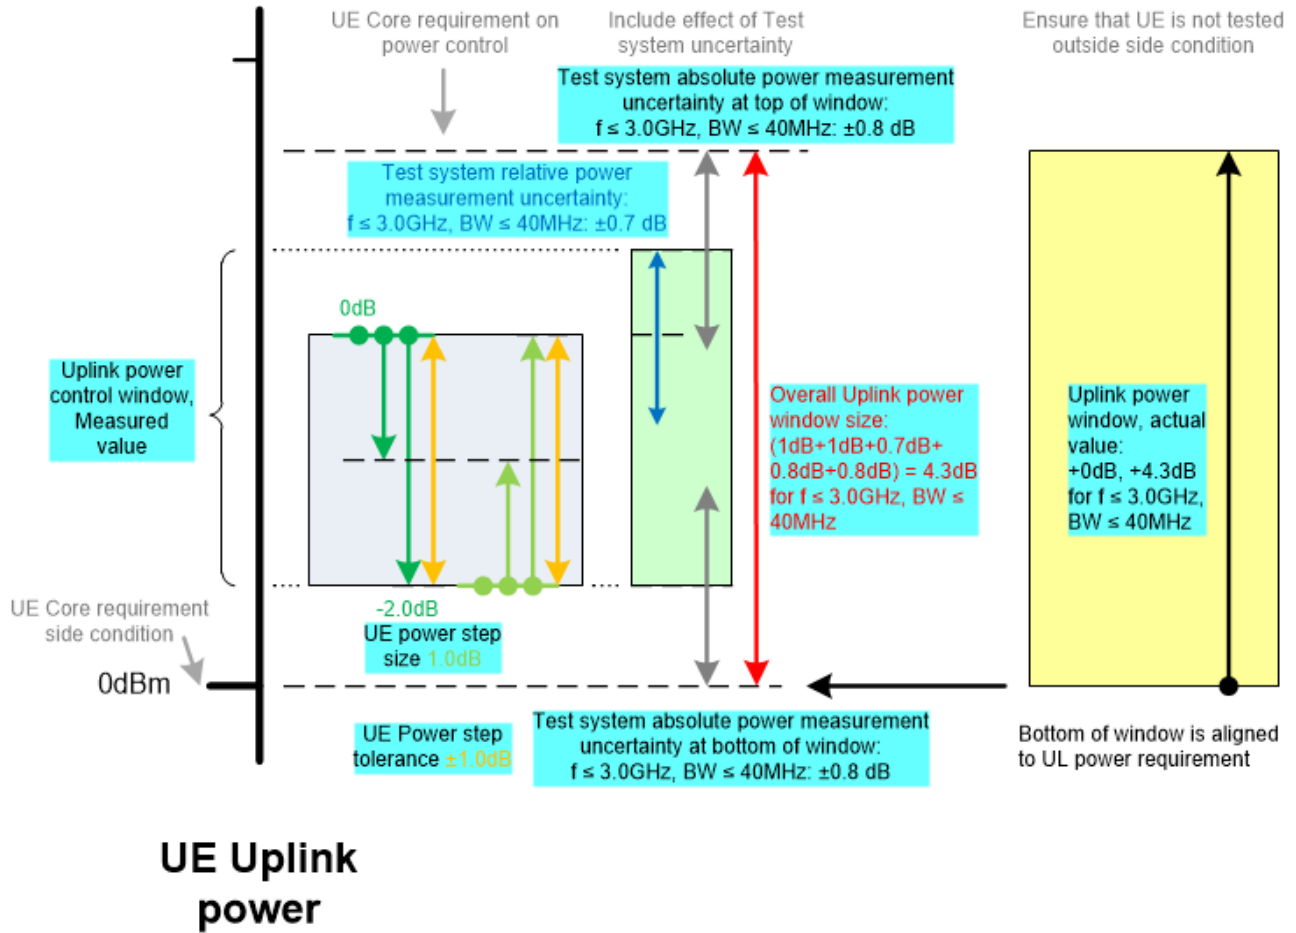 UE Core requirement on
power control
Include effect of Test
system uncertainty
Ensure that UE is not tested
outside side condition
Test system absolute power measurement
uncertainty at top of window:
f ≤ 3.0GHz, BW ≤ 40MHz: ±0.8 dB
Test system relative power
measurement uncertainty:
f ≤ 3.0GHz, BW ≤ 40MHz: ±0.7 dB
0dB
Uplink power
control window,
Measured
value
Overall Uplink power
window size:
(1dB+1dB+0.7dB+
0.8dB+0.8dB) = 4.3dB
for f ≤ 3.0GHz, BW ≤
40MHz
Uplink power
window, actual
value:
+0dB, +4.3dB
for f ≤ 3.0GHz,
BW ≤ 40MHz
-2.0dB
UE power step
size 1.0dB
UE Core requirement
side condition
0dBm
UE Power step
tolerance ±1.0dB
Test system absolute power measurement
uncertainty at bottom of window:
f ≤ 3.0GHz, BW ≤ 40MHz: ±0.8 dB
Bottom of window is aligned
to UL power requirement
UE Uplink
power